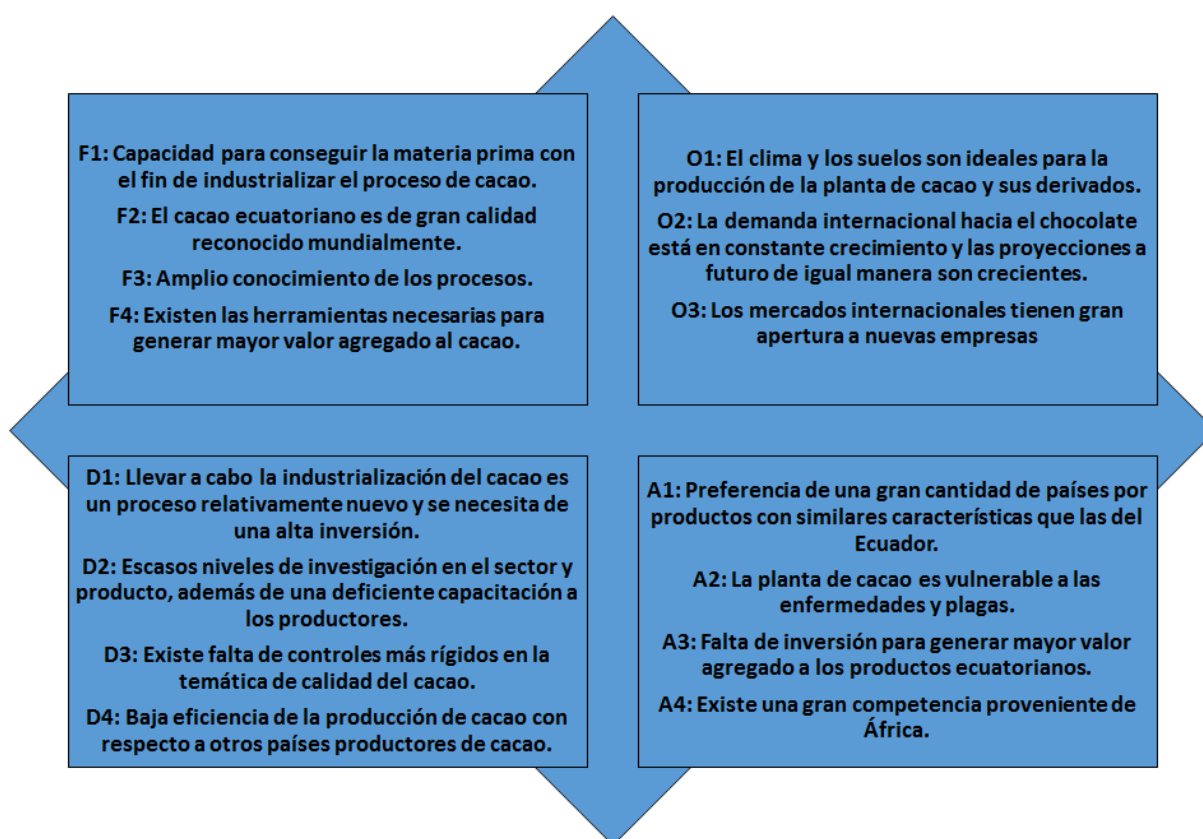 F1: Capacidad para conseguir la materia prima con
el fin de industrializar el proceso de cacao.
F2: El cacao ecuatoriano es de gran calidad
reconocido mundialmente.
F3: Amplio conocimiento de los procesos.
F4: Existen las herramientas necesarias para
generar mayor valor agregado al cacao.
O1: El clima y los suelos son ideales para la
producción de la planta de cacao y sus derivados.
O2: La demanda internacional hacia el chocolate
está en constante crecimiento y las proyecciones a
futuro de igual manera son crecientes.
O3: Los mercados internacionales tienen gran
apertura a nuevas empresas
D1: Llevar a cabo la industrialización del cacao es
un proceso relativamente nuevo y se necesita de
una alta inversión.
D2: Escasos niveles de investigación en el sector y
producto, además de una deficiente capacitación a
los productores.
D3: Existe falta de controles más rígidos en la
temática de calidad del cacao.
D4: Baja eficiencia de la producción de cacao con
respecto a otros países productores de cacao.
A1: Preferencia de una gran cantidad de países por
productos con similares características que las del
Ecuador.
A2: La planta de cacao es vulnerable a las
enfermedades y plagas.
A3: Falta de inversión para generar mayor valor
agregado a los productos ecuatorianos.
A4: Existe una gran competencia proveniente de
África.